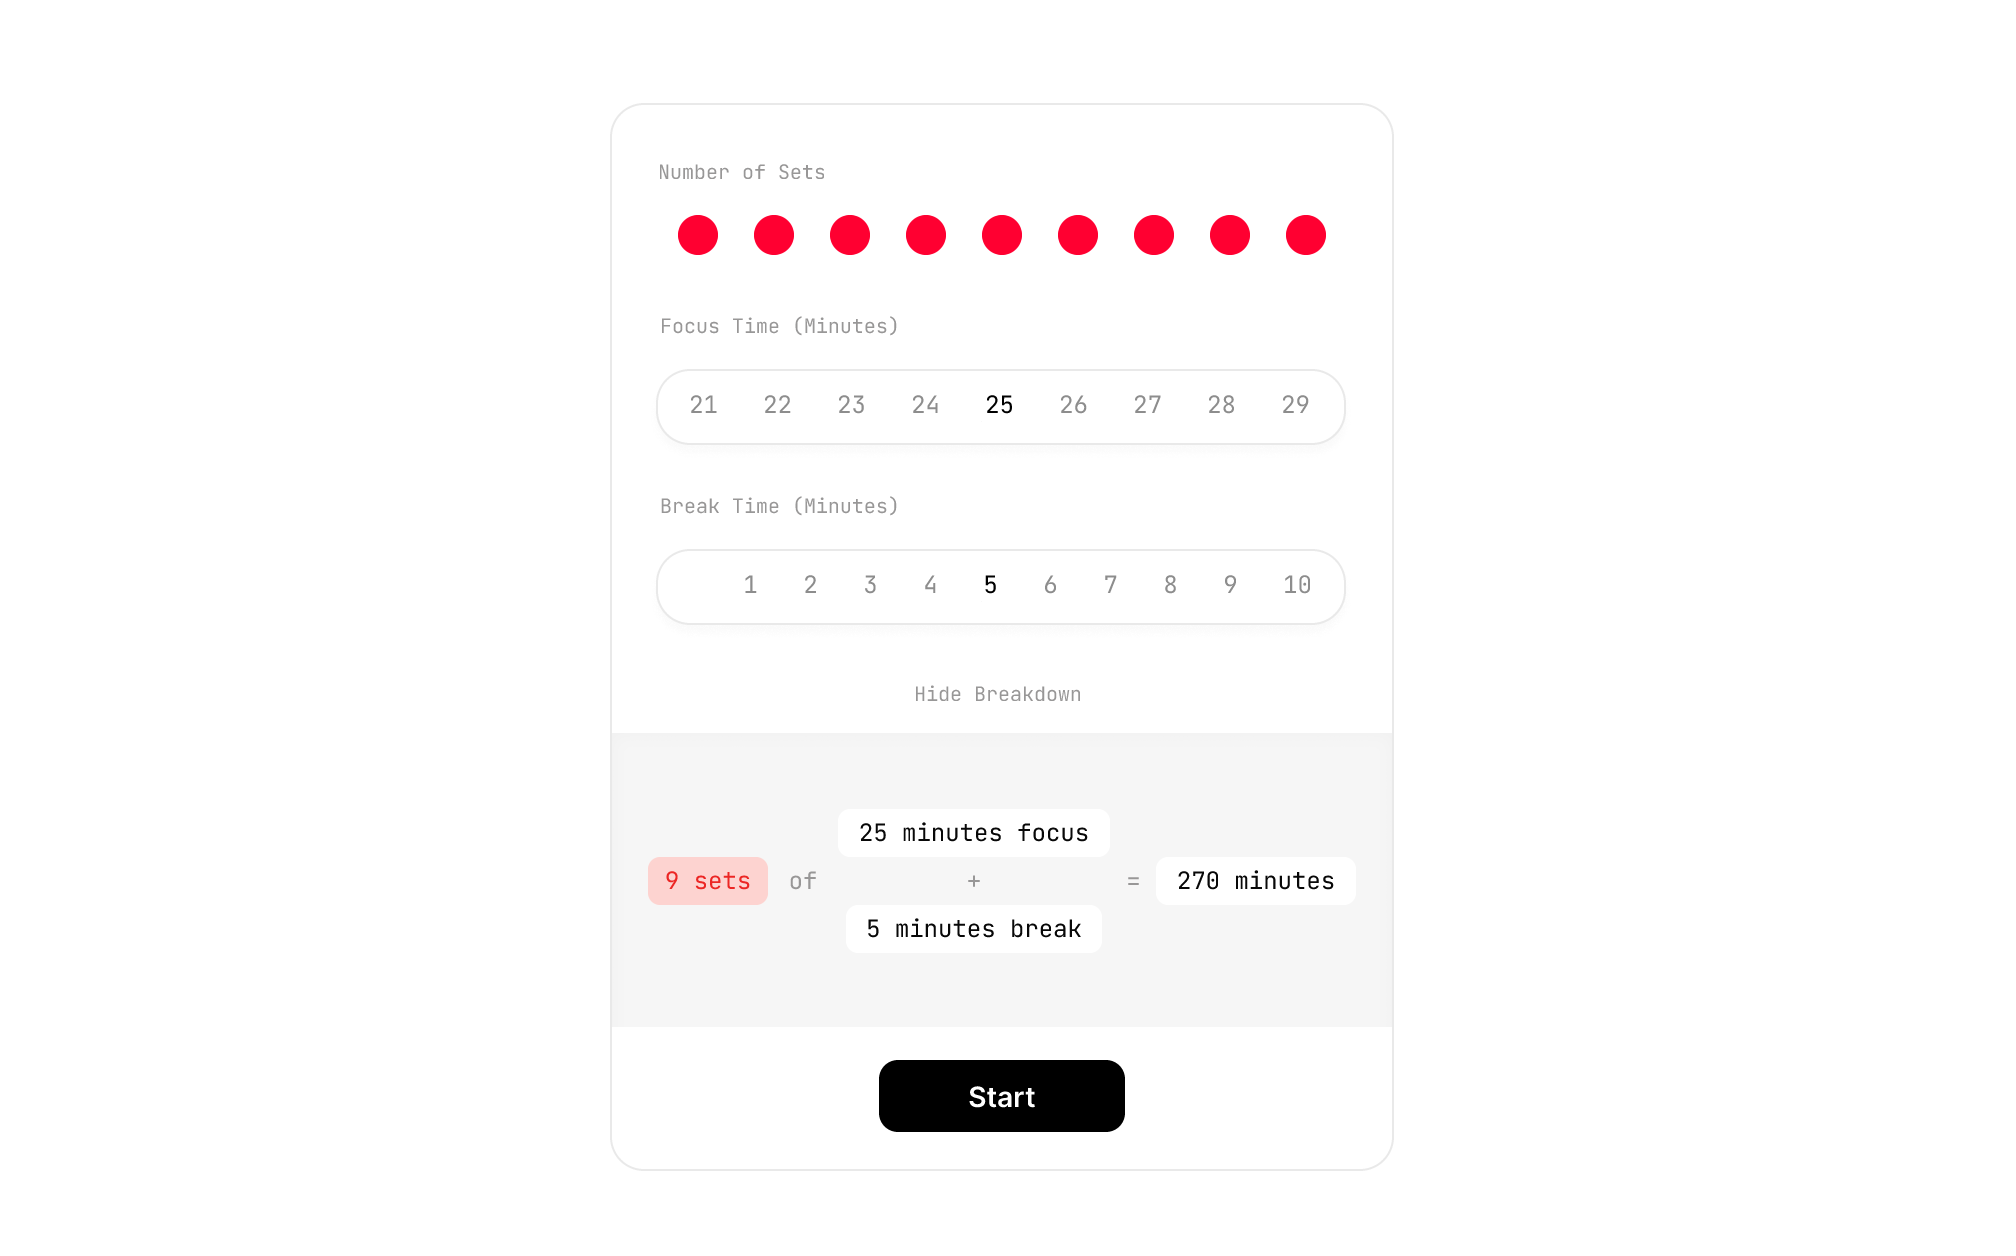 Number of Sets
Focus Time (Minutes)
21 22 23 24 25 26 27 28 29
Break Time (Minutes)
1 2 3 4 5 6 7 8 9 10
Hide Breakdown
25 minutes focus
9 sets of + = 270 minutes
5 minutes break
Start